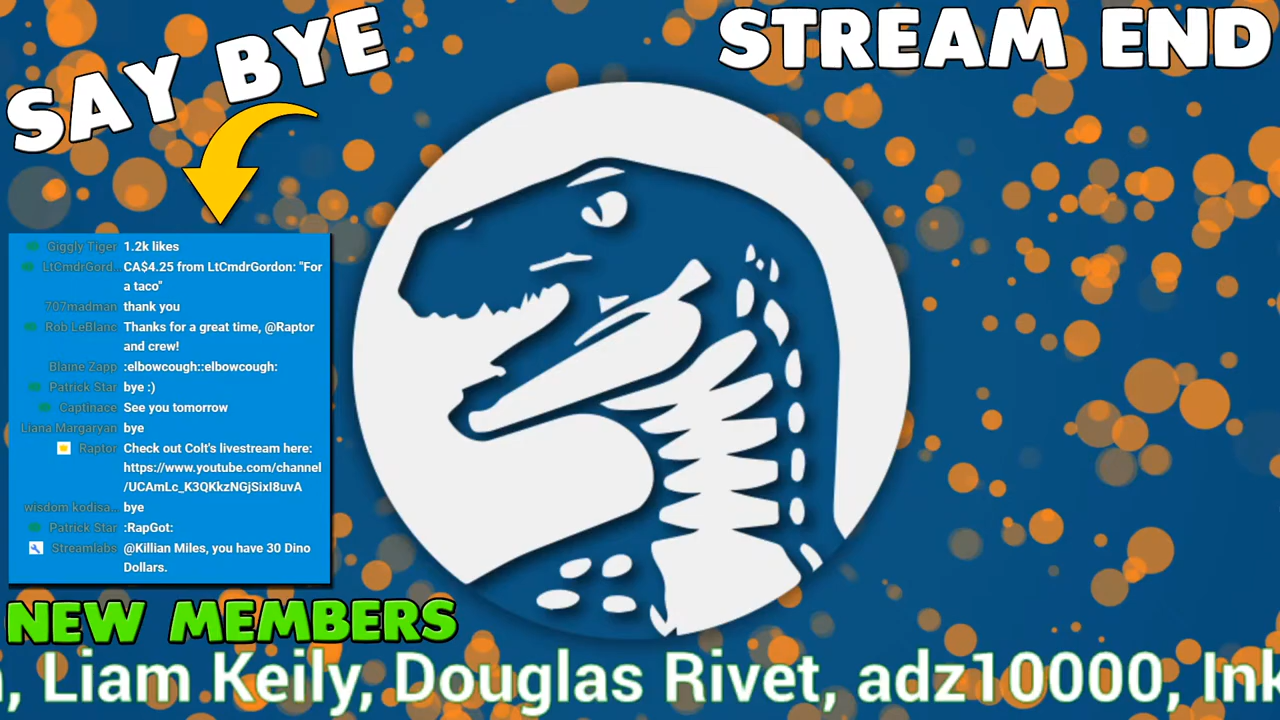 SAY BYE
STREAM END
Giggly Tiger 1.2k likes
LtCmdrGord... CA$4.25 from LtCmdrGordon: "For
a taco"
707madman thank you
Rob LeBlanc Thanks for a great time, @Raptor
and crew!
Blaine Zapp :elbowcough::elbowcough:
Patrick Star bye :)
Captinace See you tomorrow
Liana Margaryan bye
Raptor Check out Colt's livestream here:
https://www.youtube.com/channel
/UCAmLc_K3QKkzNGjSixI8uvA
wisdom kodisa... bye
Patrick Star :RapGot:
Streamlabs @Killian Miles, you have 30 Dino
Dollars.
NEW MEMBERS
, Liam Keily, Douglas Rivet, adz10000, Ink